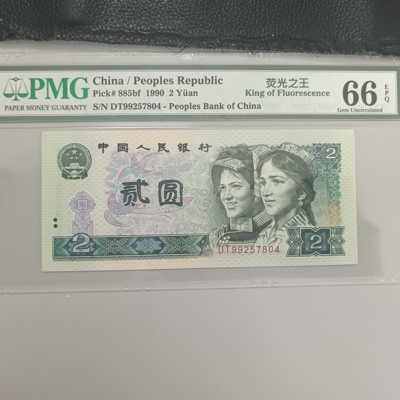 PMG
PAPER MONEY GUARANTY
China / Peoples Republic
Pick# 885bf 1990 2 Yüan
S/N DT99257804 - Peoples Bank of China
荧光之王
King of Fluorescence
66 EPQ
Gem Uncirculated
中国人民银行
2
贰圆
DT99257804
2
2